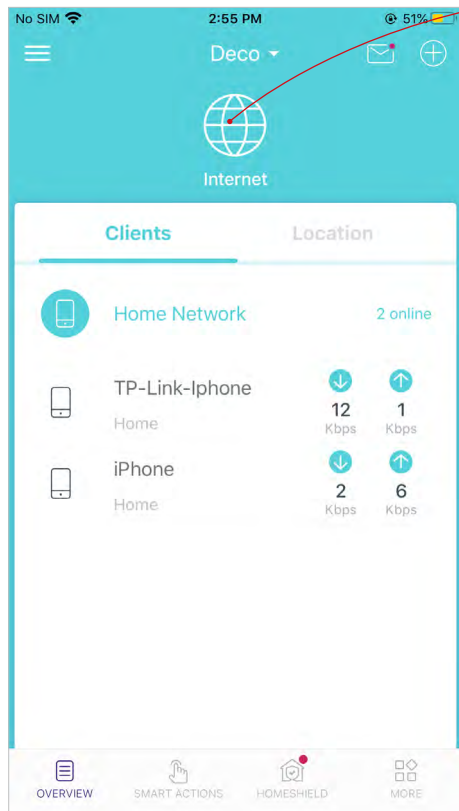 No SIM 2:55 PM 51%
Deco
Internet
Clients Location
Home Network 2 online
TP-Link-Iphone
Home
12 1
Kbps Kbps
iPhone
Home
2 6
Kbps Kbps
OVERVIEW SMART ACTIONS HOMESHIELD MORE